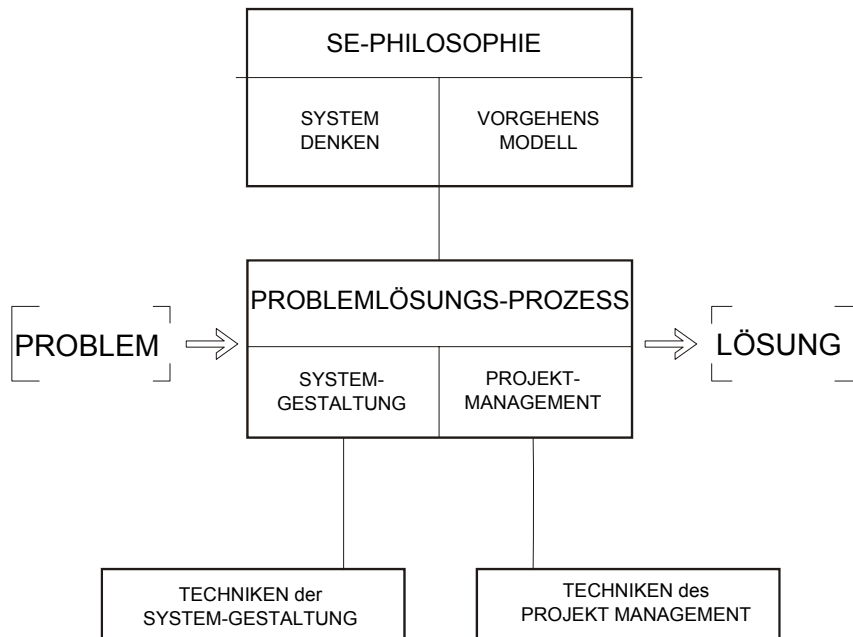 SE-PHILOSOPHIE
SYSTEM
DENKEN
VORGEHENS
MODELL
PROBLEM
PROBLEMLÖSUNGS-PROZESS
SYSTEM-
GESTALTUNG
PROJEKT-
MANAGEMENT
LÖSUNG
TECHNIKEN der
SYSTEM-GESTALTUNG
TECHNIKEN des
PROJEKT MANAGEMENT